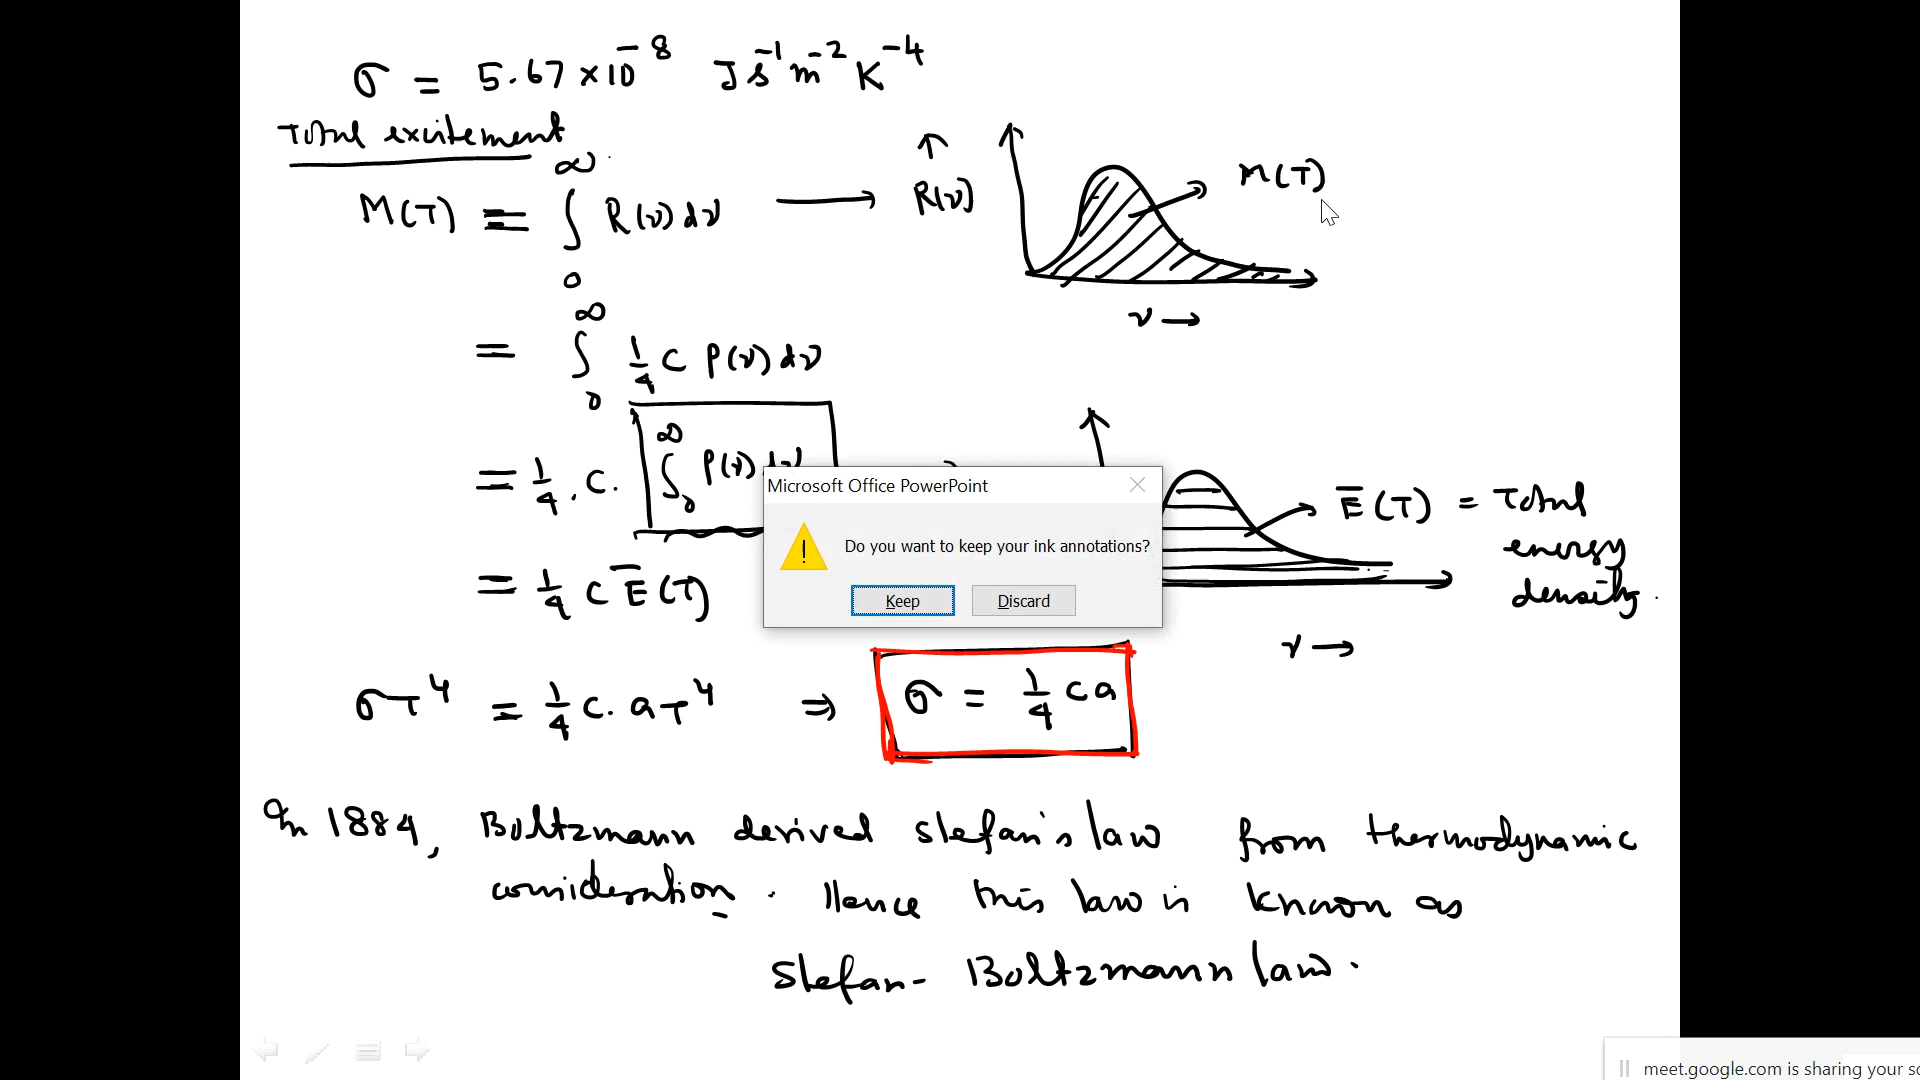 σ = 5.67 × 10⁻⁸ J s⁻¹ m⁻² K⁻⁴
Total excitement
M(T) = ∫₀^∞ R(ν) dν → R(ν) ↑
M(T)
ν →
= ∫₀^∞ 1/4 c ρ(ν) dν
= 1/4 . c . ∫₀^∞ ρ(ν) dν
Ē(T) = Total
energy
density.
= 1/4 c Ē(T)
ν →
σT⁴ = 1/4 c. aT⁴ ⇒ σ = 1/4 ca
In 1884, Boltzmann derived Stefan's law from thermodynamic
consideration. Hence this law is known as
Stefan- Boltzmann law.
Microsoft Office PowerPoint
Do you want to keep your ink annotations?
Keep Discard
meet.google.com is sharing your